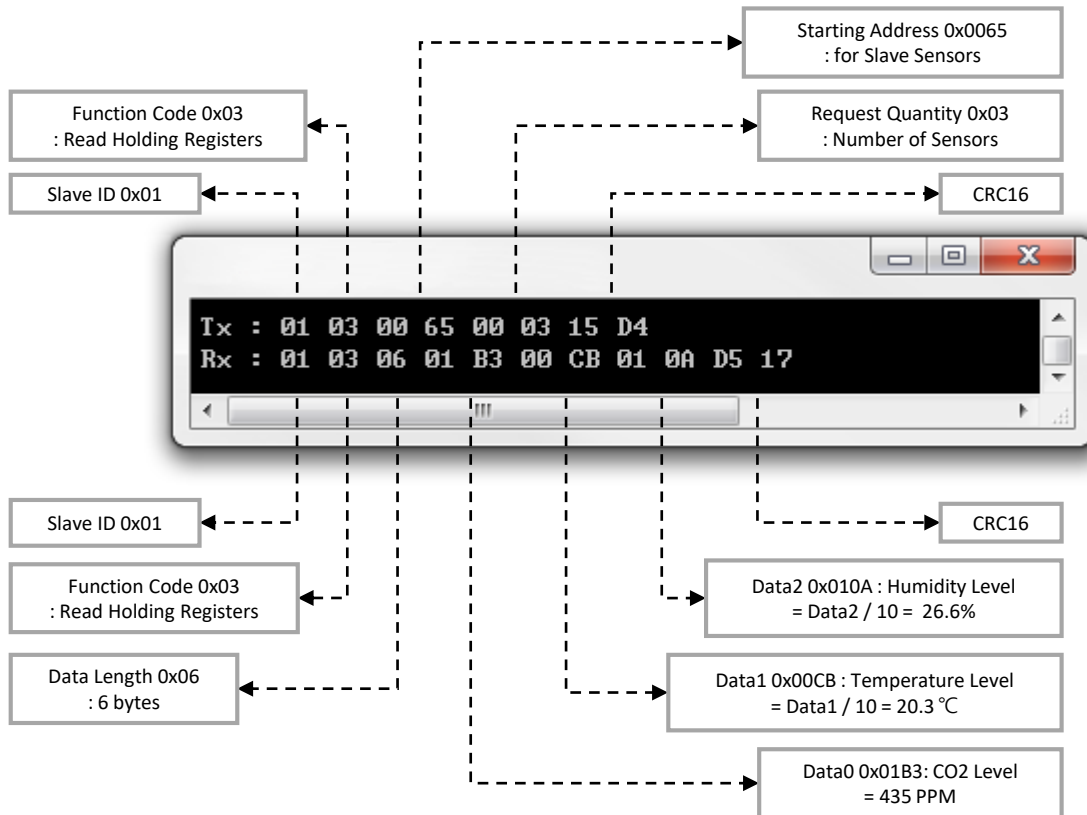 Starting Address 0x0065
: for Slave Sensors
Function Code 0x03
: Read Holding Registers
Request Quantity 0x03
: Number of Sensors
Slave ID 0x01
CRC16
Tx : 01 03 00 65 00 03 15 D4
Rx : 01 03 06 01 B3 00 CB 01 0A D5 17
Slave ID 0x01
CRC16
Function Code 0x03
: Read Holding Registers
Data2 0x010A : Humidity Level
= Data2 / 10 = 26.6%
Data Length 0x06
: 6 bytes
Data1 0x00CB : Temperature Level
= Data1 / 10 = 20.3 ℃
Data0 0x01B3: CO2 Level
= 435 PPM